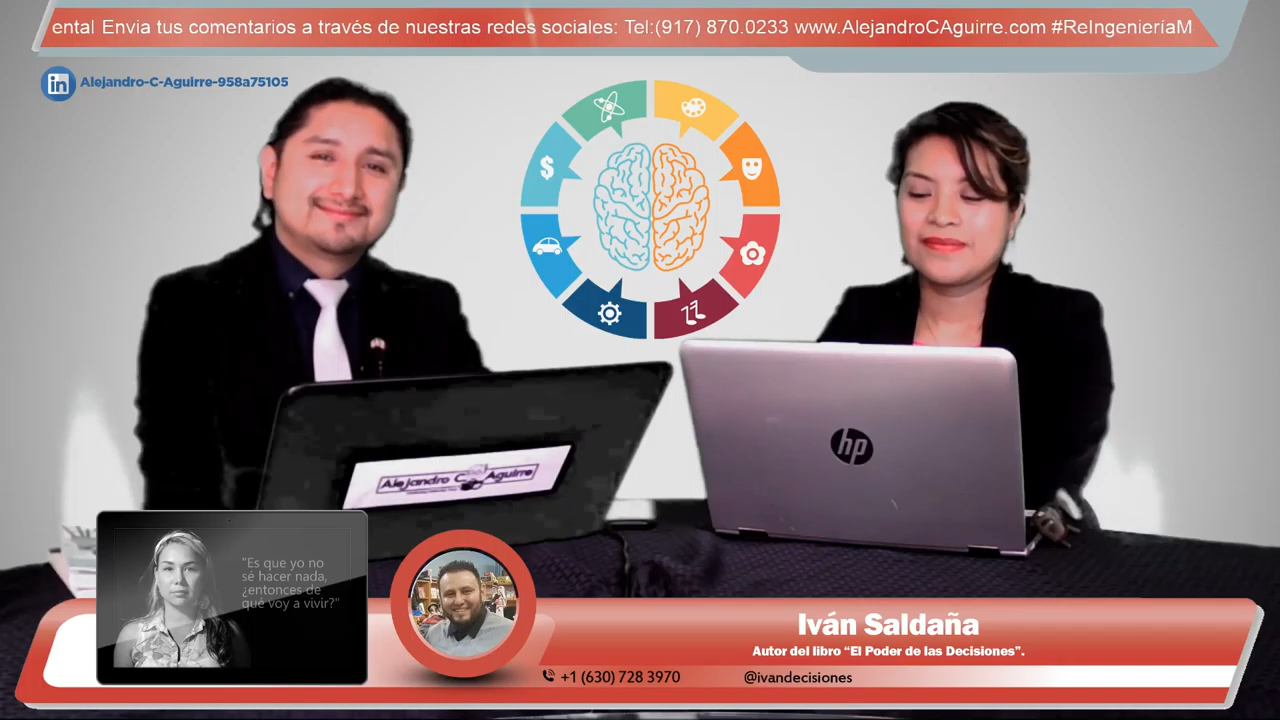 ental Envia tus comentarios a través de nuestras redes sociales: Tel:(917) 870.0233 www.AlejandroCAguirre.com #ReIngenieríaM
in Alejandro-C-Aguirre-958a75105
$
hp
Alejandro C. Aguirre
"Es que yo no
sé hacer nada,
¿entonces de
qué voy a vivir?"
Iván Saldaña
Autor del libro “El Poder de las Decisiones”.
+1 (630) 728 3970
@ivandecisiones